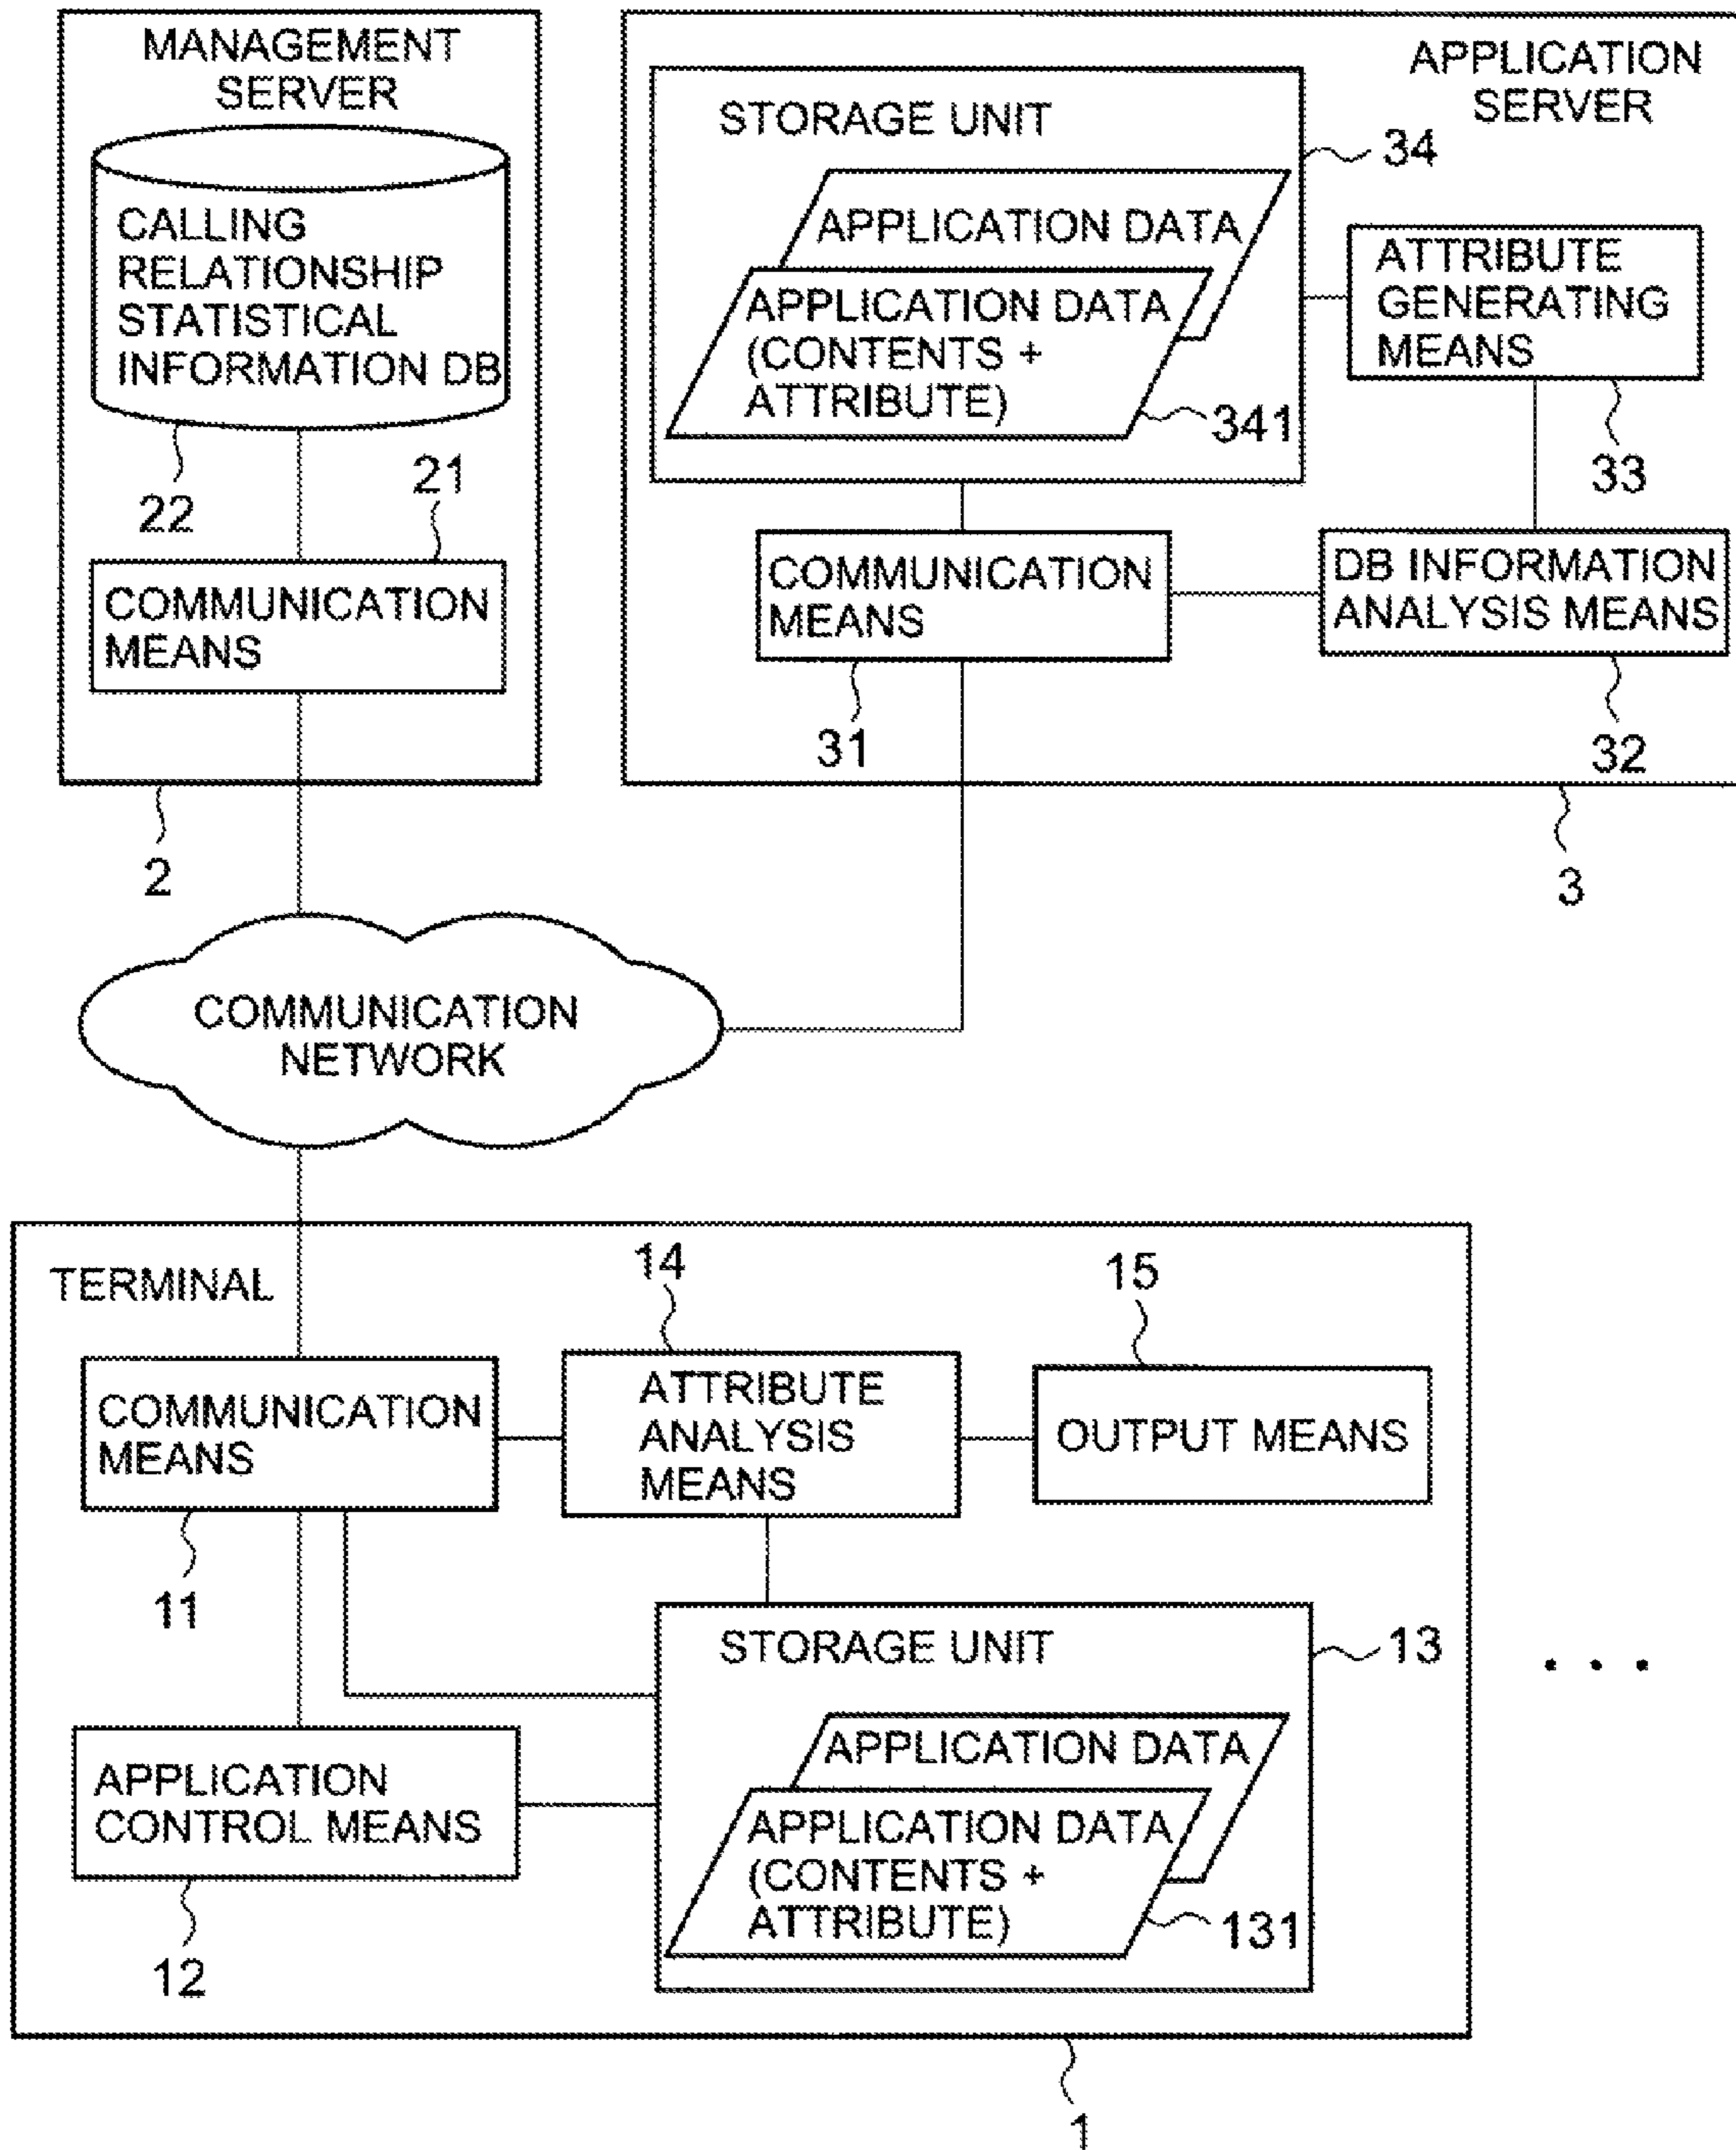 MANAGEMENT
SERVER
CALLING
RELATIONSHIP
STATISTICAL
INFORMATION DB
22
21
COMMUNICATION
MEANS
2
APPLICATION
SERVER
STORAGE UNIT
34
APPLICATION DATA
APPLICATION DATA
(CONTENTS +
ATTRIBUTE)
341
ATTRIBUTE
GENERATING
MEANS
33
COMMUNICATION
MEANS
31
DB INFORMATION
ANALYSIS MEANS
32
3
COMMUNICATION
NETWORK
TERMINAL
14
15
COMMUNICATION
MEANS
11
ATTRIBUTE
ANALYSIS
MEANS
OUTPUT MEANS
STORAGE UNIT
13
. . .
APPLICATION DATA
APPLICATION DATA
(CONTENTS +
ATTRIBUTE)
131
APPLICATION
CONTROL MEANS
12
1